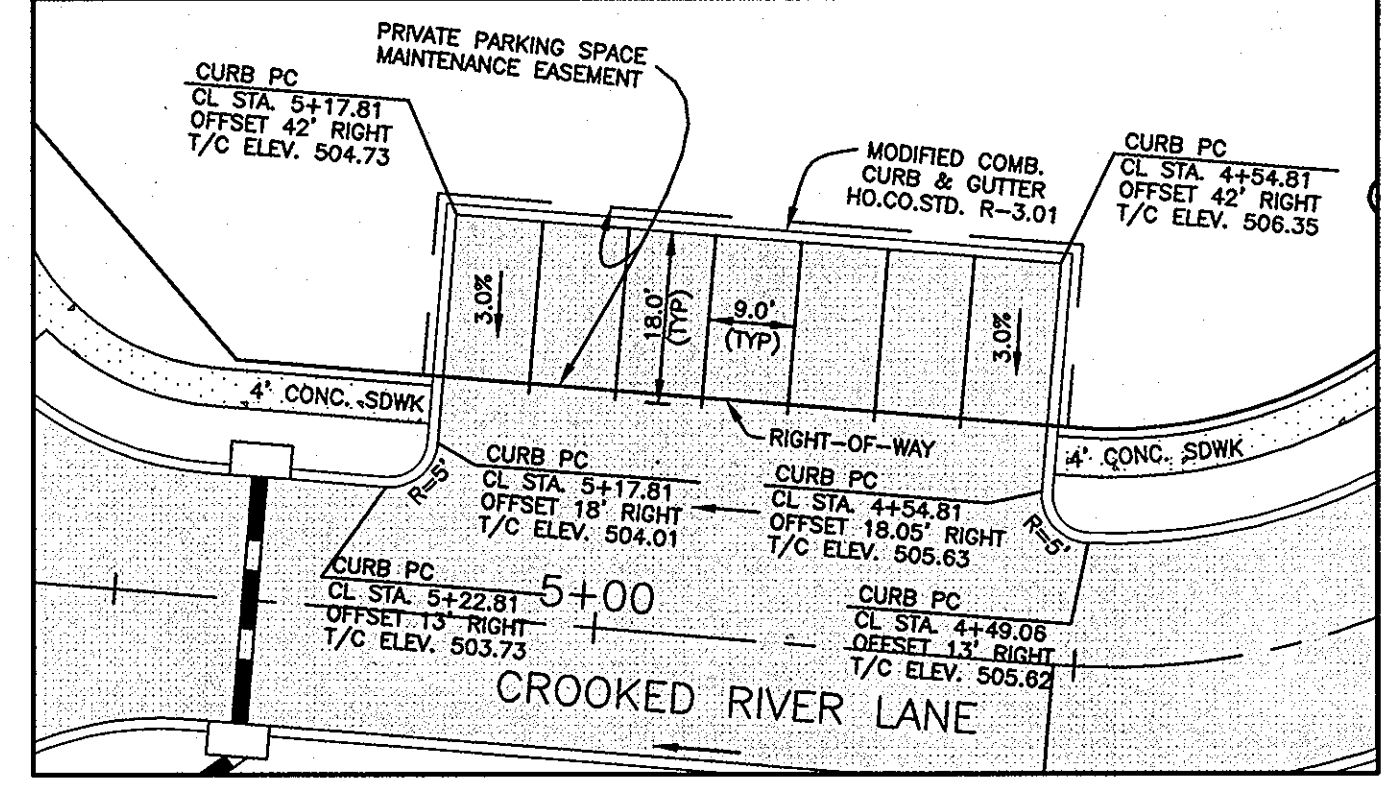 PRIVATE PARKING SPACE
MAINTENANCE EASEMENT
CURB PC
CL STA. 5+17.81
OFFSET 42' RIGHT
T/C ELEV. 504.73
MODIFIED COMB.
CURB & GUTTER
HO.CO.STD. R-3.01
CURB PC
CL STA. 4+54.81
OFFSET 42' RIGHT
T/C ELEV. 506.35
3.0%
18.0'
(TYP)
9.0'
(TYP)
3.0%
4' CONC. SDWK
RIGHT-OF-WAY
4' CONC. SDWK
R=5'
CURB PC
CL STA. 5+17.81
OFFSET 18' RIGHT
T/C ELEV. 504.01
CURB PC
CL STA. 4+54.81
OFFSET 18.05' RIGHT
T/C ELEV. 505.63
R=5'
CURB PC
CL STA. 5+22.81
OFFSET 13' RIGHT
T/C ELEV. 503.73
5+00
CURB PC
CL STA. 4+49.06
OFFSET 13' RIGHT
T/C ELEV. 505.62
CROOKED RIVER LANE